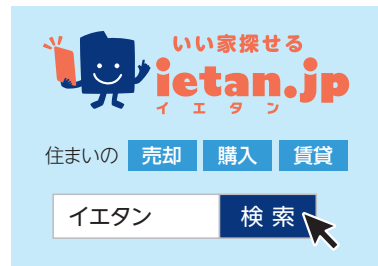 いい家探せる
ietan.jp
イエタン
住まいの 売却 購入 賃貸
イエタン 検索